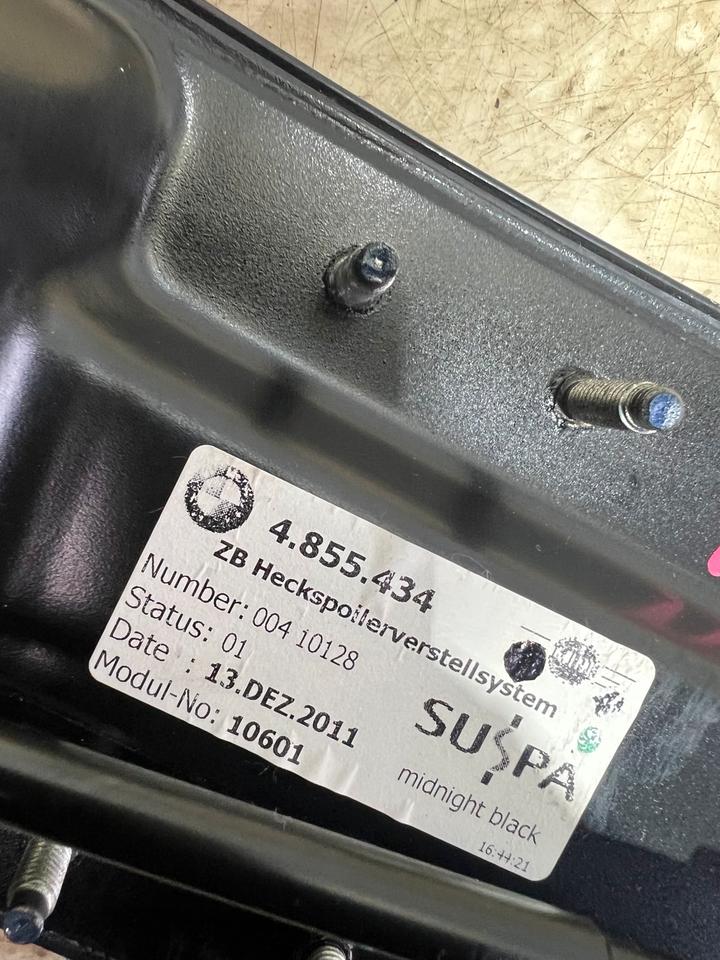 4.855.434
ZB Heckspoilerverstellsystem
Number: 004 10128
Status: 01
Date : 13.DEZ.2011
Modul-No: 10601
SUSPA
midnight black
16:44:21